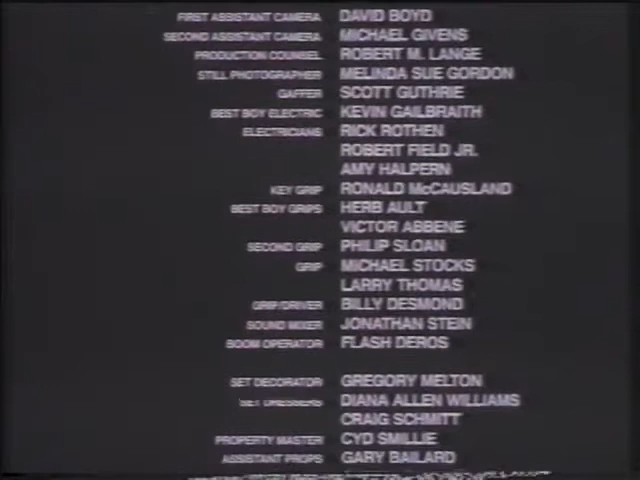 FIRST ASSISTANT CAMERA DAVID BOYD
SECOND ASSISTANT CAMERA MICHAEL GIVENS
PRODUCTION COUNSEL ROBERT M. LANGE
STILL PHOTOGRAPHER MELINDA SUE GORDON
GAFFER SCOTT GUTHRIE
BEST BOY ELECTRIC KEVIN GAILBRAITH
ELECTRICIANS RICK ROTHEN
ROBERT FIELD JR.
AMY HALPERN
KEY GRIP RONALD McCAUSLAND
BEST BOY GRIPS HERB AULT
VICTOR ABBENE
SECOND GRIP PHILIP SLOAN
GRIP MICHAEL STOCKS
LARRY THOMAS
GRIP/DRIVER BILLY DESMOND
SOUND MIXER JONATHAN STEIN
BOOM OPERATOR FLASH DEROS
SET DECORATOR GREGORY MELTON
SET DRESSERS DIANA ALLEN WILLIAMS
CRAIG SCHMITT
PROPERTY MASTER CYD SMILLIE
ASSISTANT PROPS GARY BAILARD